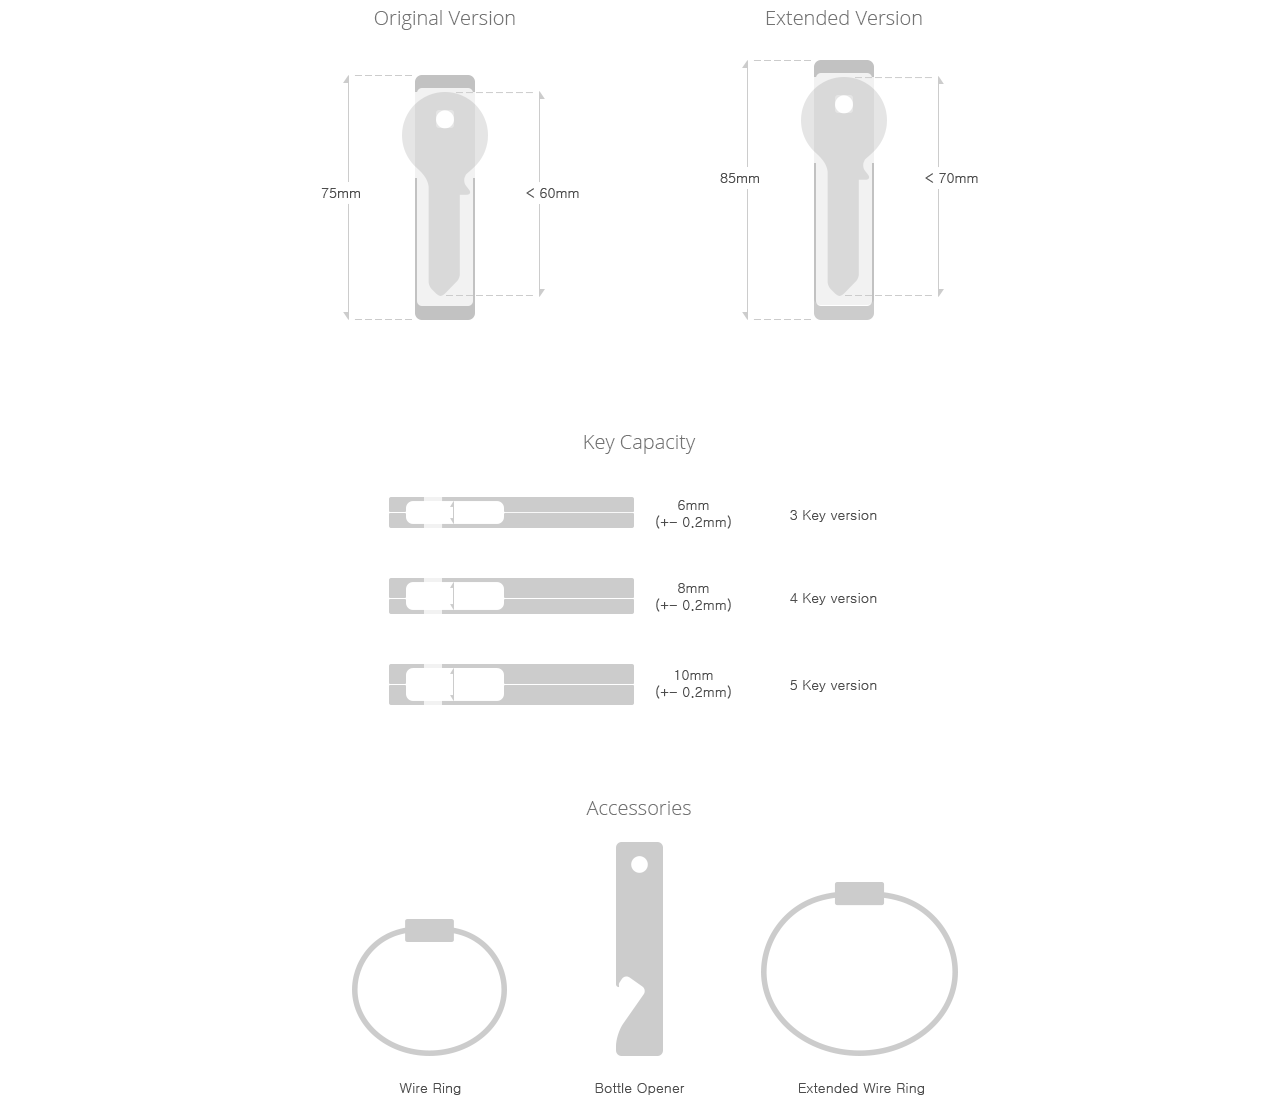 Original Version
Extended Version
75mm
< 60mm
85mm
< 70mm
Key Capacity
6mm
(+- 0.2mm)
3 Key version
8mm
(+- 0.2mm)
4 Key version
10mm
(+- 0.2mm)
5 Key version
Accessories
Wire Ring
Bottle Opener
Extended Wire Ring